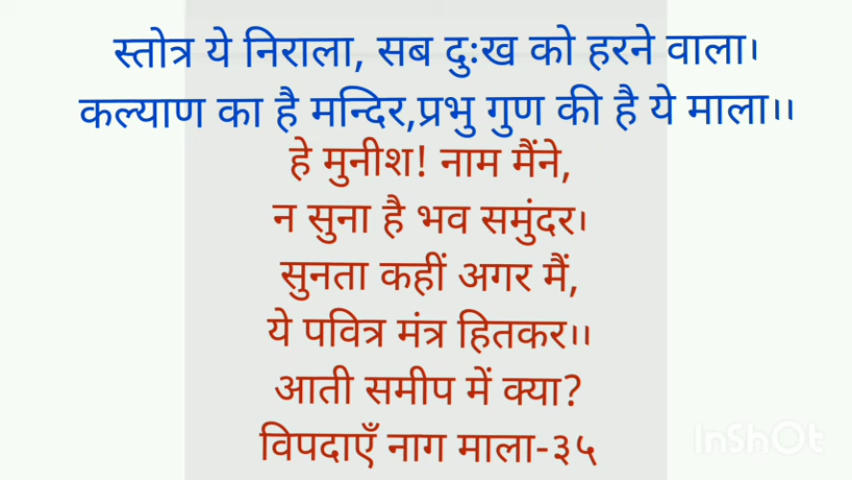 स्तोत्र ये निराला, सब दुःख को हरने वाला।
कल्याण का है मन्दिर,प्रभु गुण की है ये माला।।
हे मुनीश! नाम मैंने,
न सुना है भव समुंदर।
सुनता कहीं अगर मैं,
ये पवित्र मंत्र हितकर।।
आती समीप में क्या?
विपदाएँ नाग माला-३५
InShOt